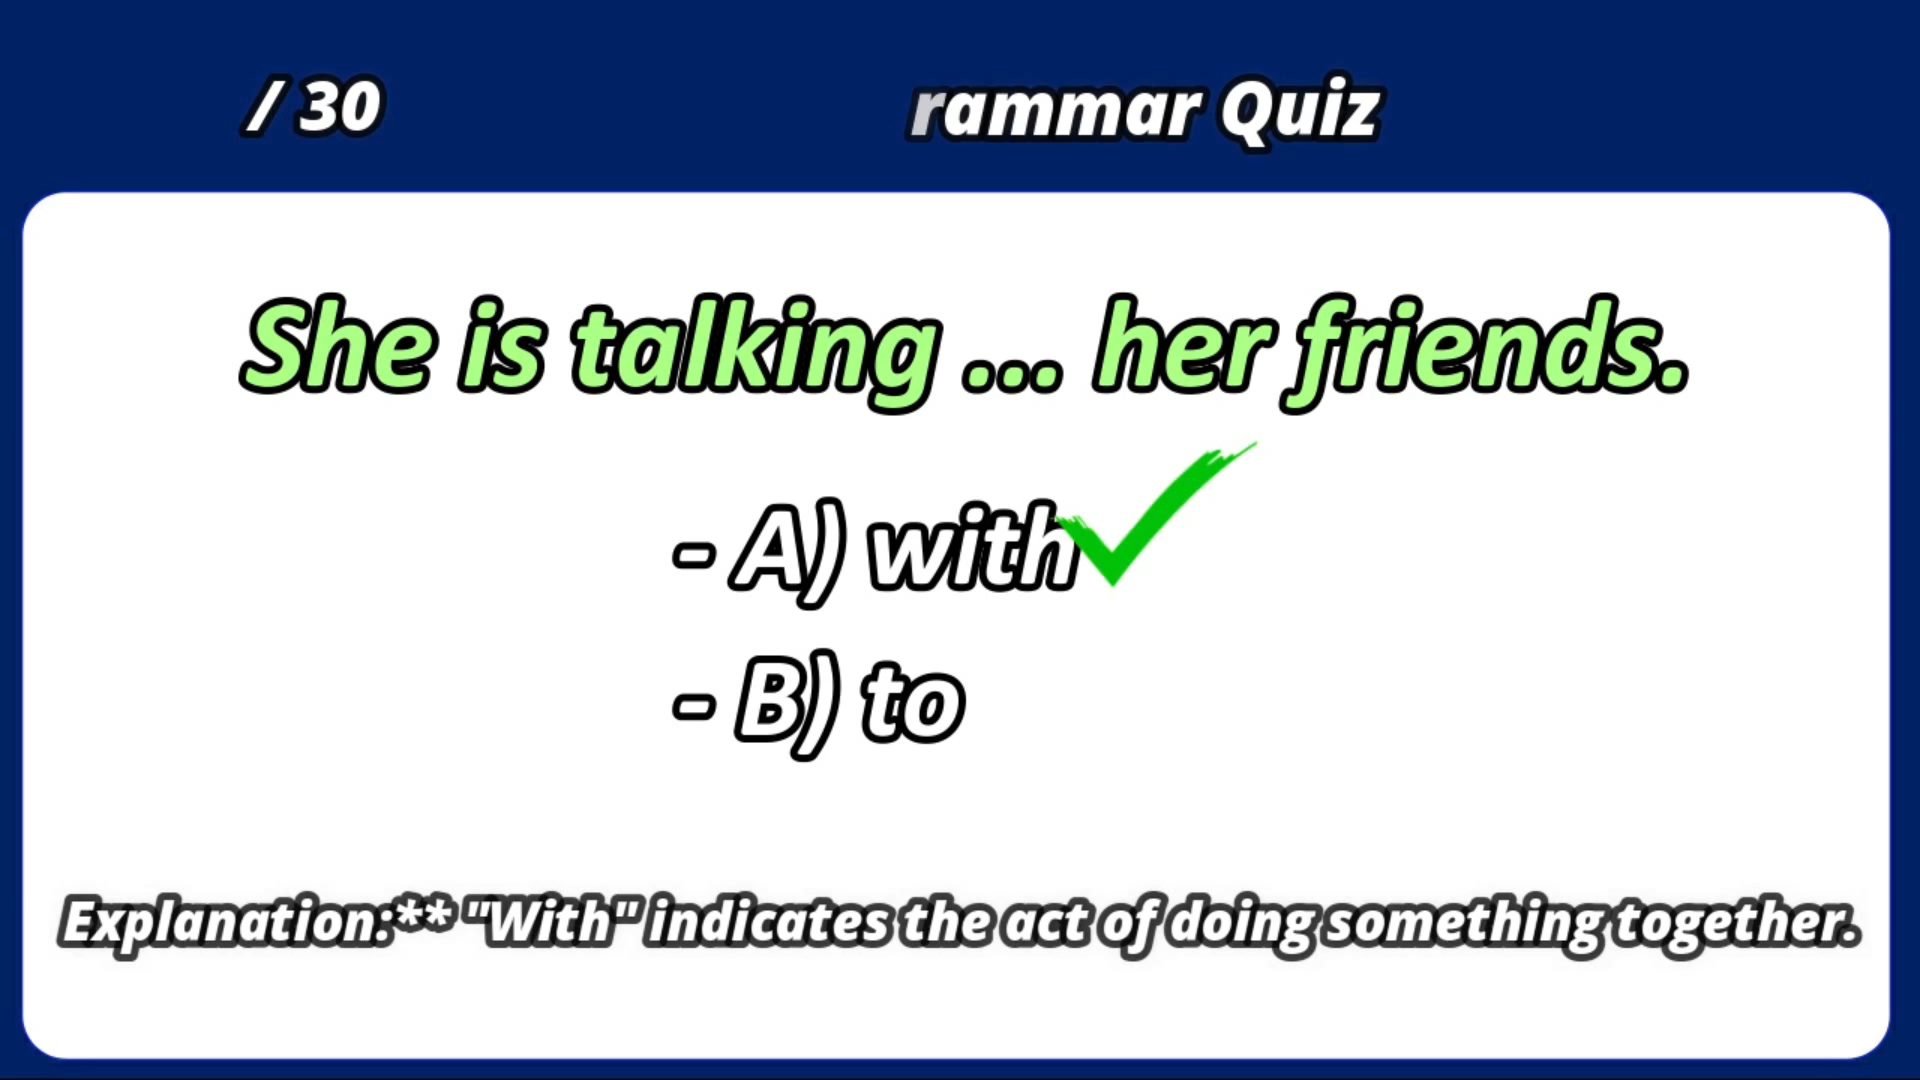 / 30
rammar Quiz
She is talking ... her friends.
- A) with
- B) to
Explanation:** "With" indicates the act of doing something together.